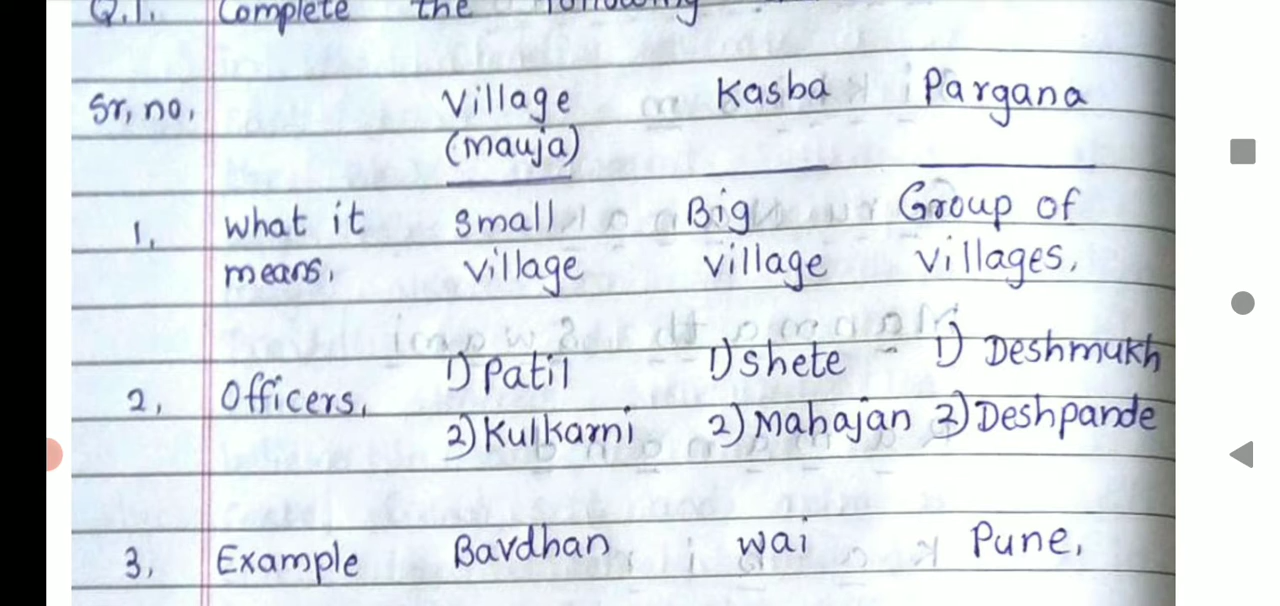 Q.1. Complete the following
Sr, no. Village Kasba Pargana
(mauja)
1, what it small Big Group of
means. village village villages.
1) Patil 1) shete 1) Deshmukh
2, Officers,
2) Kulkarni 2) Mahajan 2) Deshpande
3, Example Bavdhan wai Pune.